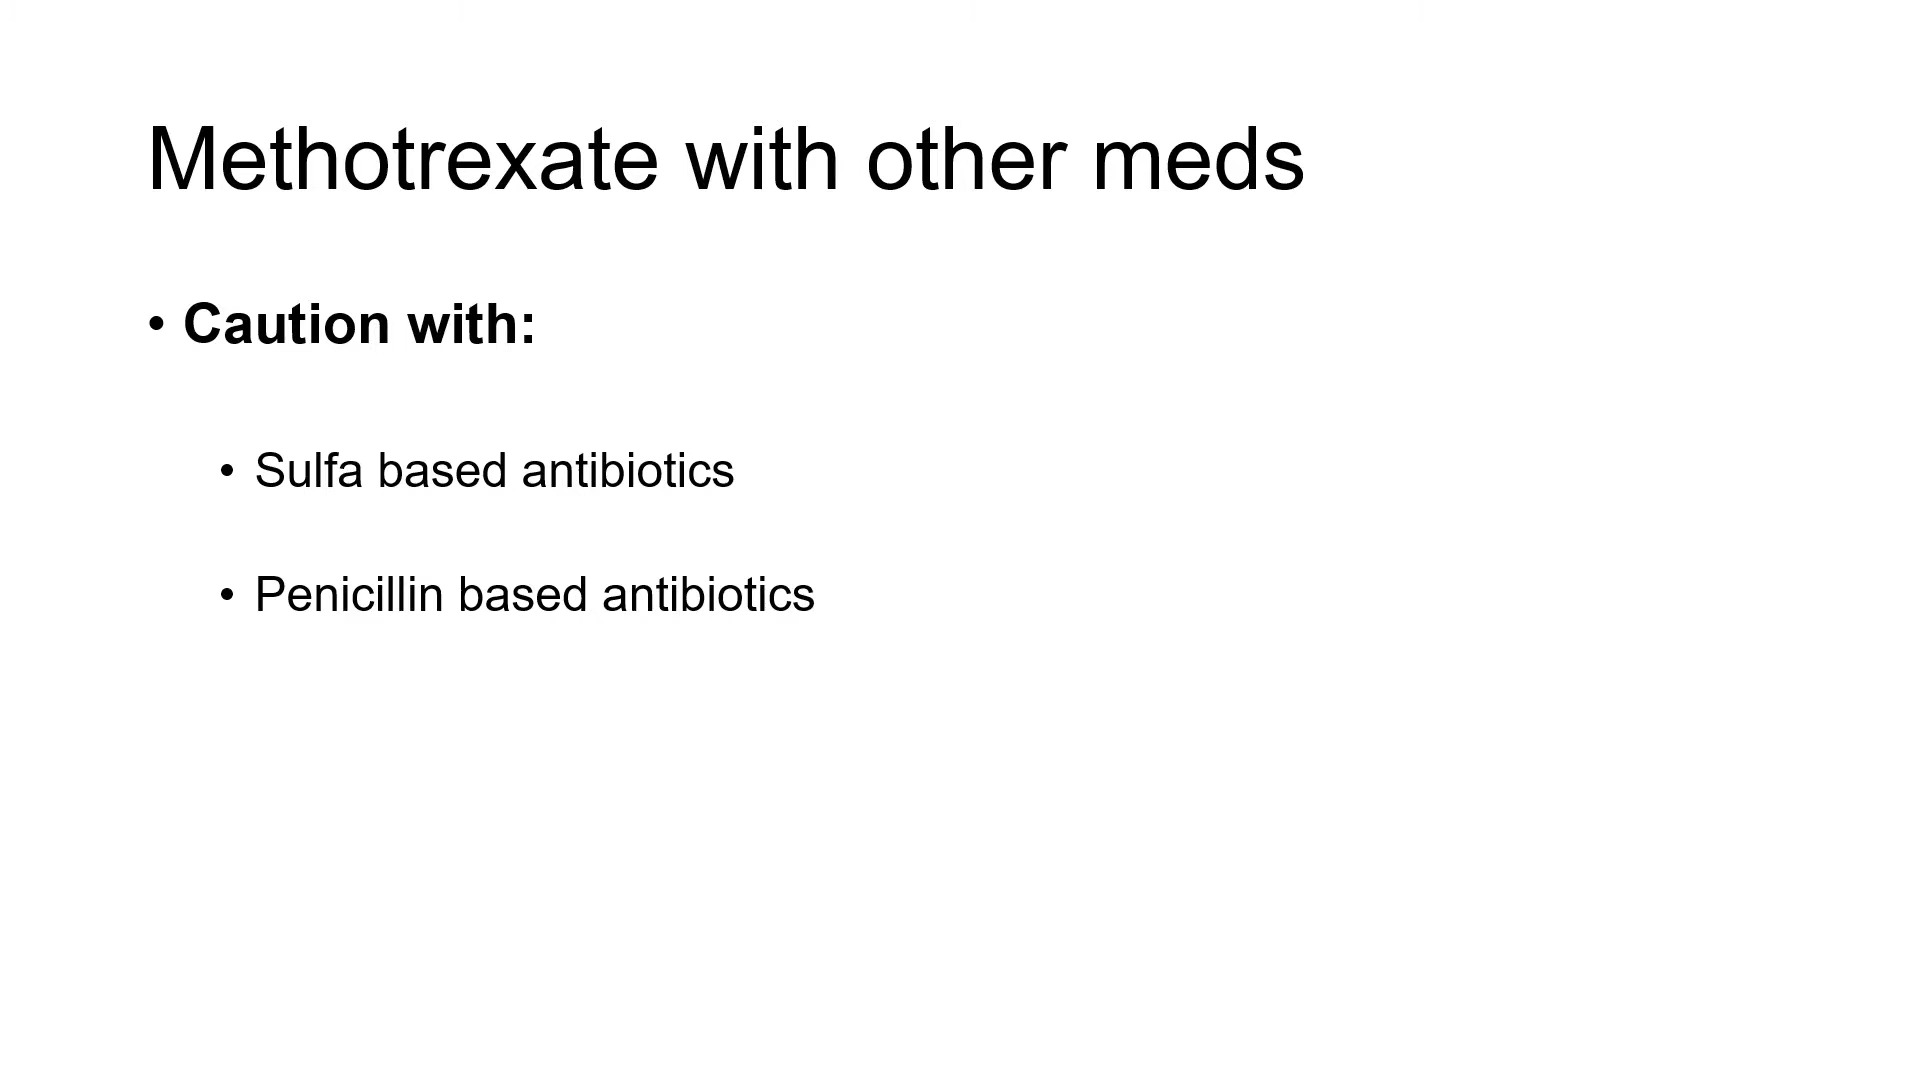 Methotrexate with other meds
• Caution with:
• Sulfa based antibiotics
• Penicillin based antibiotics